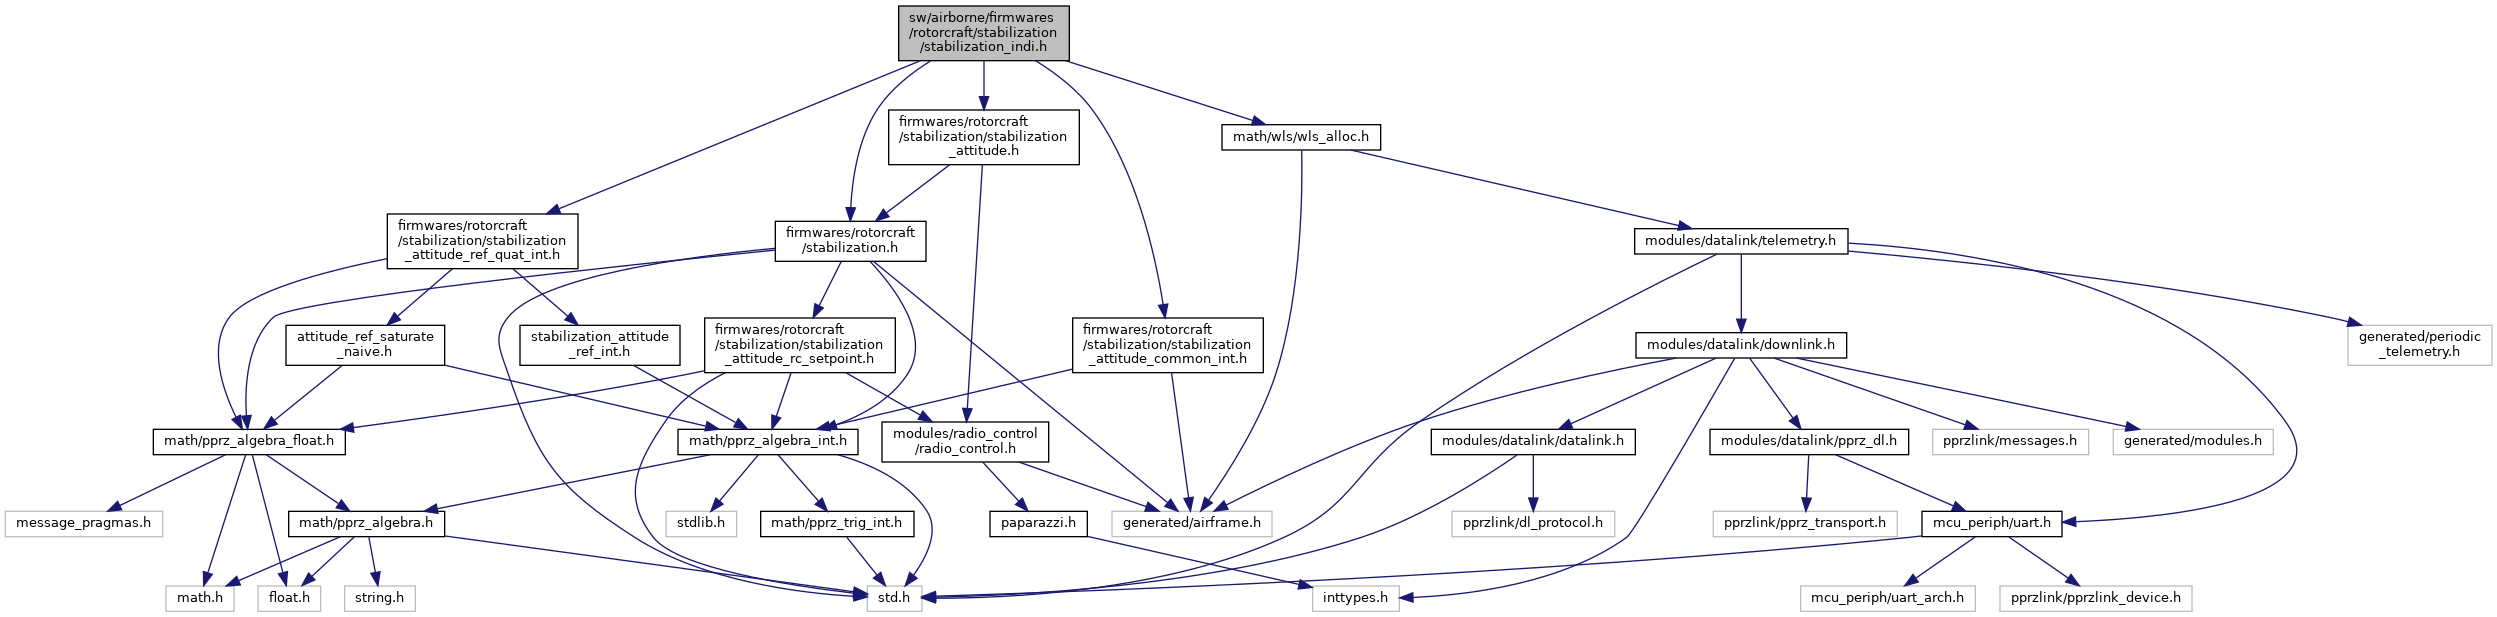 sw/airborne/firmwares
/rotorcraft/stabilization
/stabilization_indi.h
firmwares/rotorcraft
/stabilization/stabilization
_attitude.h
math/wls/wls_alloc.h
firmwares/rotorcraft
/stabilization/stabilization
_attitude_ref_quat_int.h
firmwares/rotorcraft
/stabilization.h
modules/datalink/telemetry.h
attitude_ref_saturate
_naive.h
stabilization_attitude
_ref_int.h
firmwares/rotorcraft
/stabilization/stabilization
_attitude_rc_setpoint.h
firmwares/rotorcraft
/stabilization/stabilization
_attitude_common_int.h
modules/datalink/downlink.h
generated/periodic
_telemetry.h
math/pprz_algebra_float.h
math/pprz_algebra_int.h
modules/radio_control
/radio_control.h
modules/datalink/datalink.h
modules/datalink/pprz_dl.h
pprzlink/messages.h
generated/modules.h
message_pragmas.h
math/pprz_algebra.h
stdlib.h
math/pprz_trig_int.h
paparazzi.h
generated/airframe.h
pprzlink/dl_protocol.h
pprzlink/pprz_transport.h
mcu_periph/uart.h
math.h
float.h
string.h
std.h
inttypes.h
mcu_periph/uart_arch.h
pprzlink/pprzlink_device.h